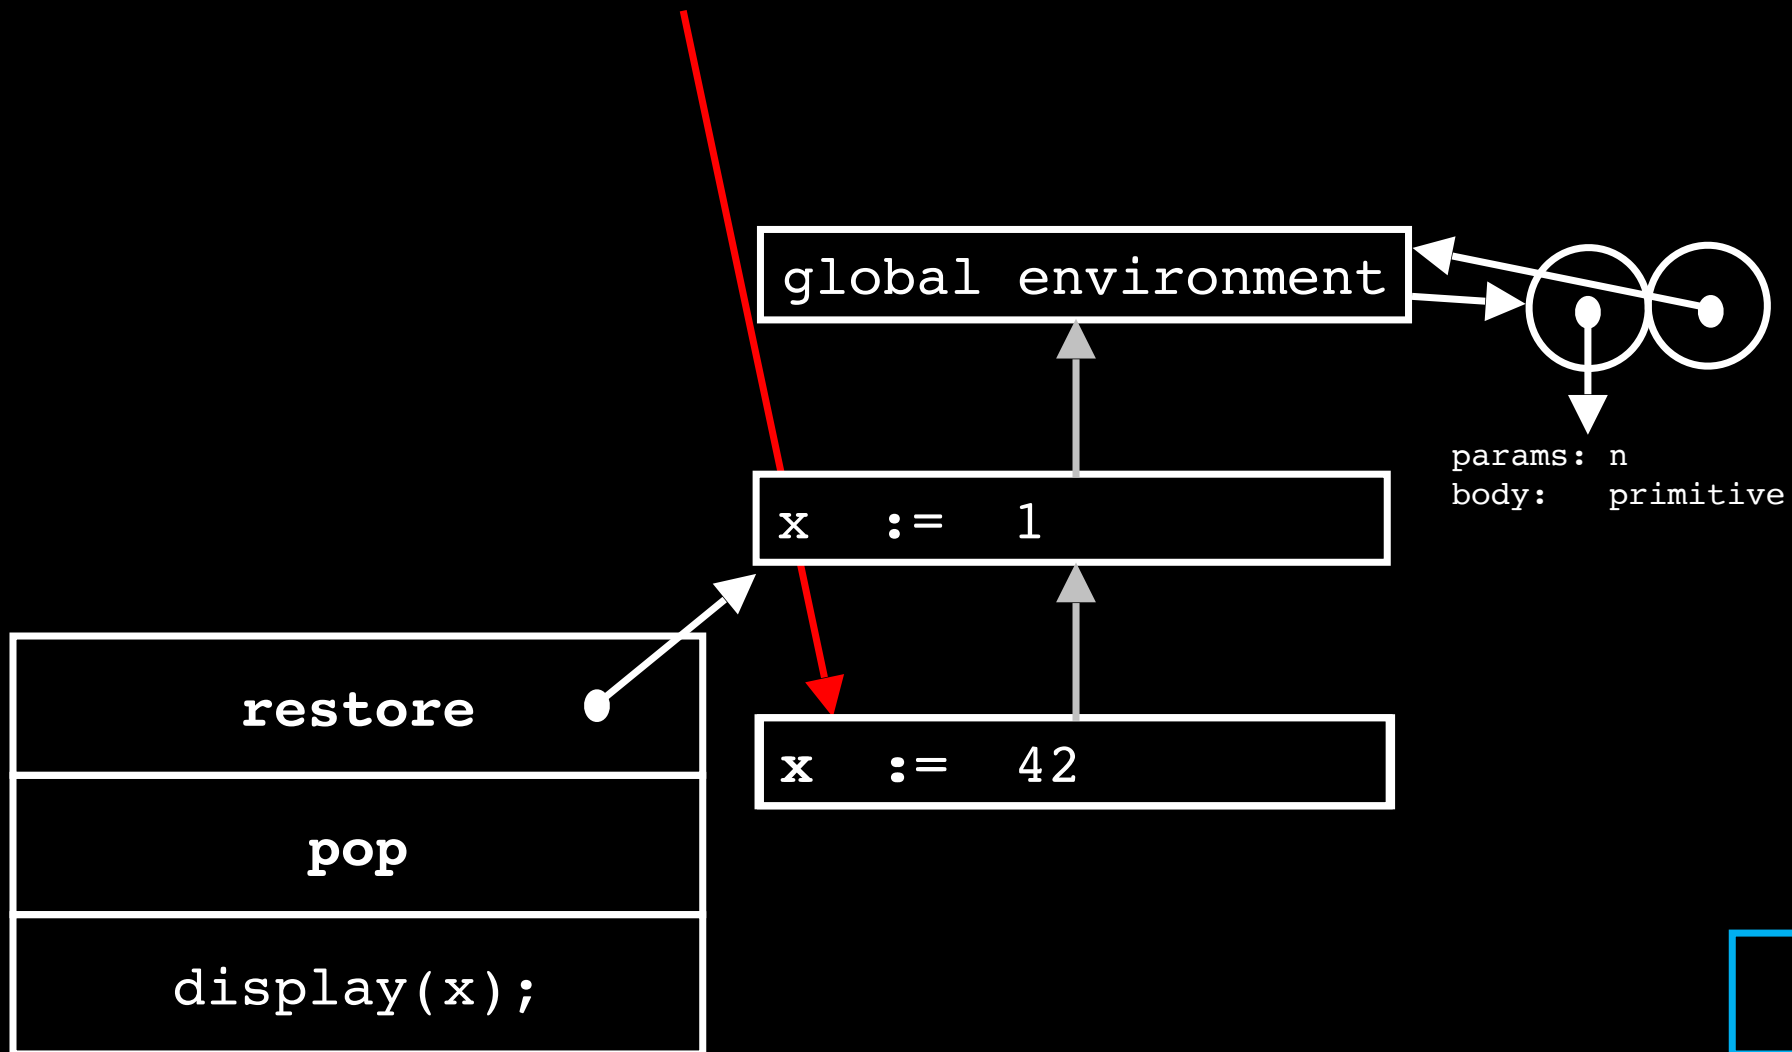 global environment
params: n
body: primitive
x := 1
restore
x := 42
pop
display(x);